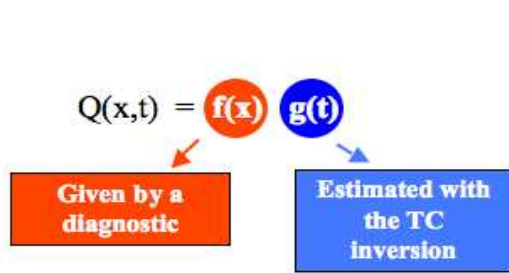 Q(x,t) = f(x) g(t)
Given by a
diagnostic
Estimated with
the TC
inversion